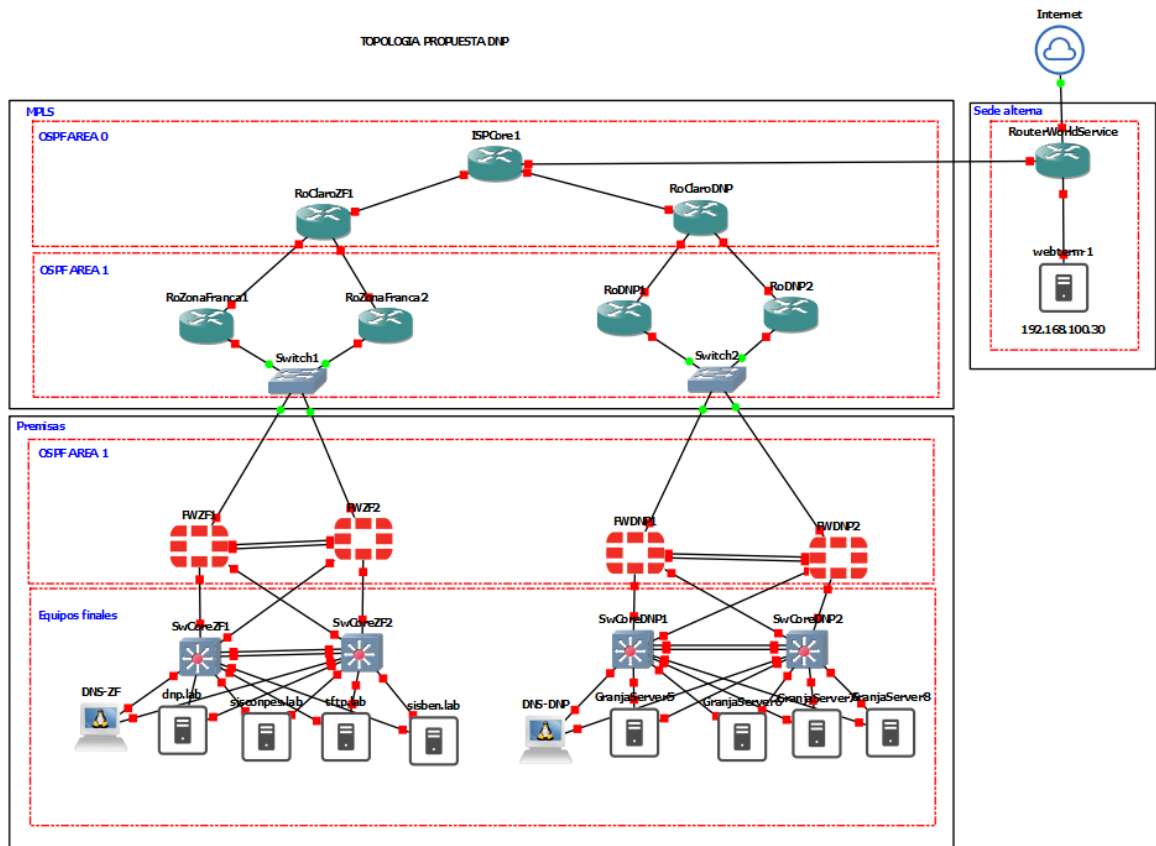 Internet
TOPOLOGIA PROPUESTA DNP
MPLS
Sede alterna
OSPF AREA 0
ISPCore1
RouterWorldService
RoClaroZF1
RoClaroDNP
OSPF AREA 1
webterm-1
RoZonaFranca1
RoZonaFranca2
RoDNP1
RoDNP2
192.168.100.30
Switch1
Switch2
Premisas
OSPF AREA 1
FWZF1
FWZF2
FWDNP1
FWDNP2
Equipos finales
SwCoreZF1
SwCoreZF2
SwCoreDNP1
SwCoreDNP2
DNS-ZF
dnp.lab
sisconpes.lab
tftp.lab
sisben.lab
DNS-DNP
GranjaServer5
GranjaServer6
GranjaServer7
GranjaServer8